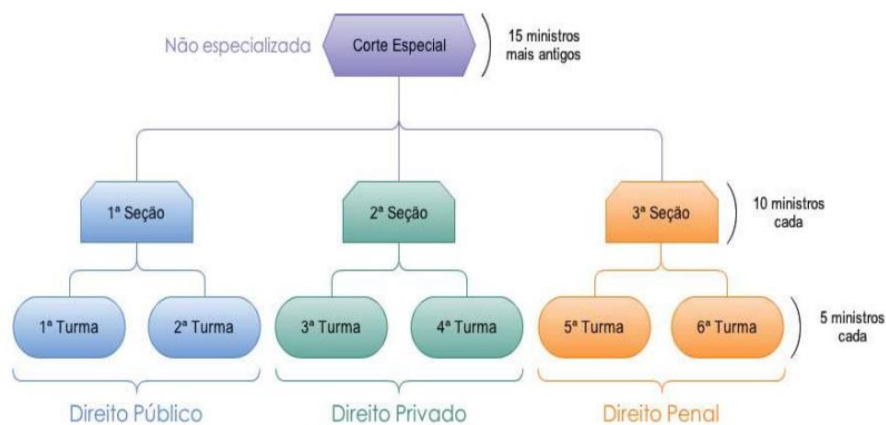 Não especializada
Corte Especial
15 ministros
mais antigos
1ª Seção
2ª Seção
3ª Seção
10 ministros
cada
1ª Turma
2ª Turma
3ª Turma
4ª Turma
5ª Turma
6ª Turma
5 ministros
cada
Direito Público
Direito Privado
Direito Penal